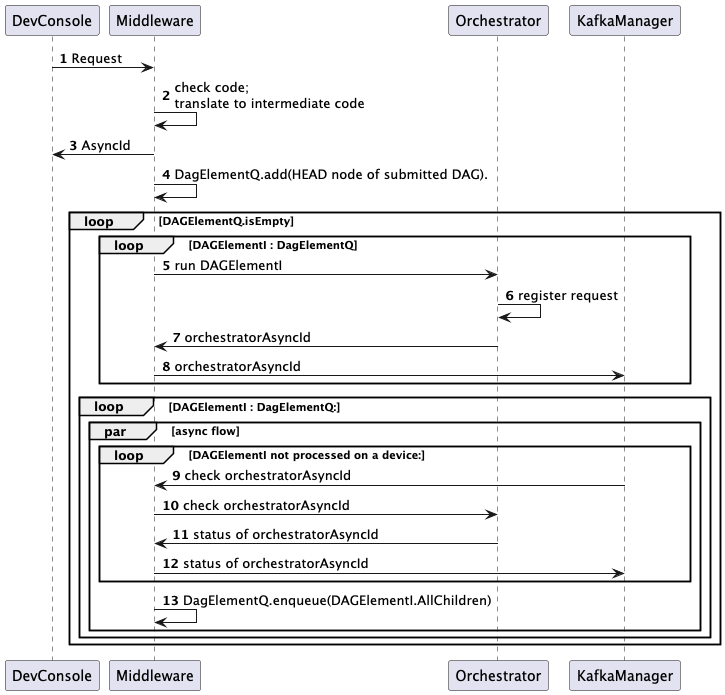 DevConsole Middleware Orchestrator KafkaManager
1 Request
check code;
2
translate to intermediate code
3 AsyncId
4 DagElementQ.add(HEAD node of submitted DAG).
loop [DAGElementQ.isEmpty]
loop [DAGElementI : DagElementQ]
5 run DAGElementI
6 register request
7 orchestratorAsyncId
8 orchestratorAsyncId
loop [DAGElementI : DagElementQ:]
par [async flow]
loop [DAGElementI not processed on a device:]
9 check orchestratorAsyncId
10 check orchestratorAsyncId
11 status of orchestratorAsyncId
12 status of orchestratorAsyncId
13 DagElementQ.enqueue(DAGElementI.AllChildren)
DevConsole Middleware Orchestrator KafkaManager